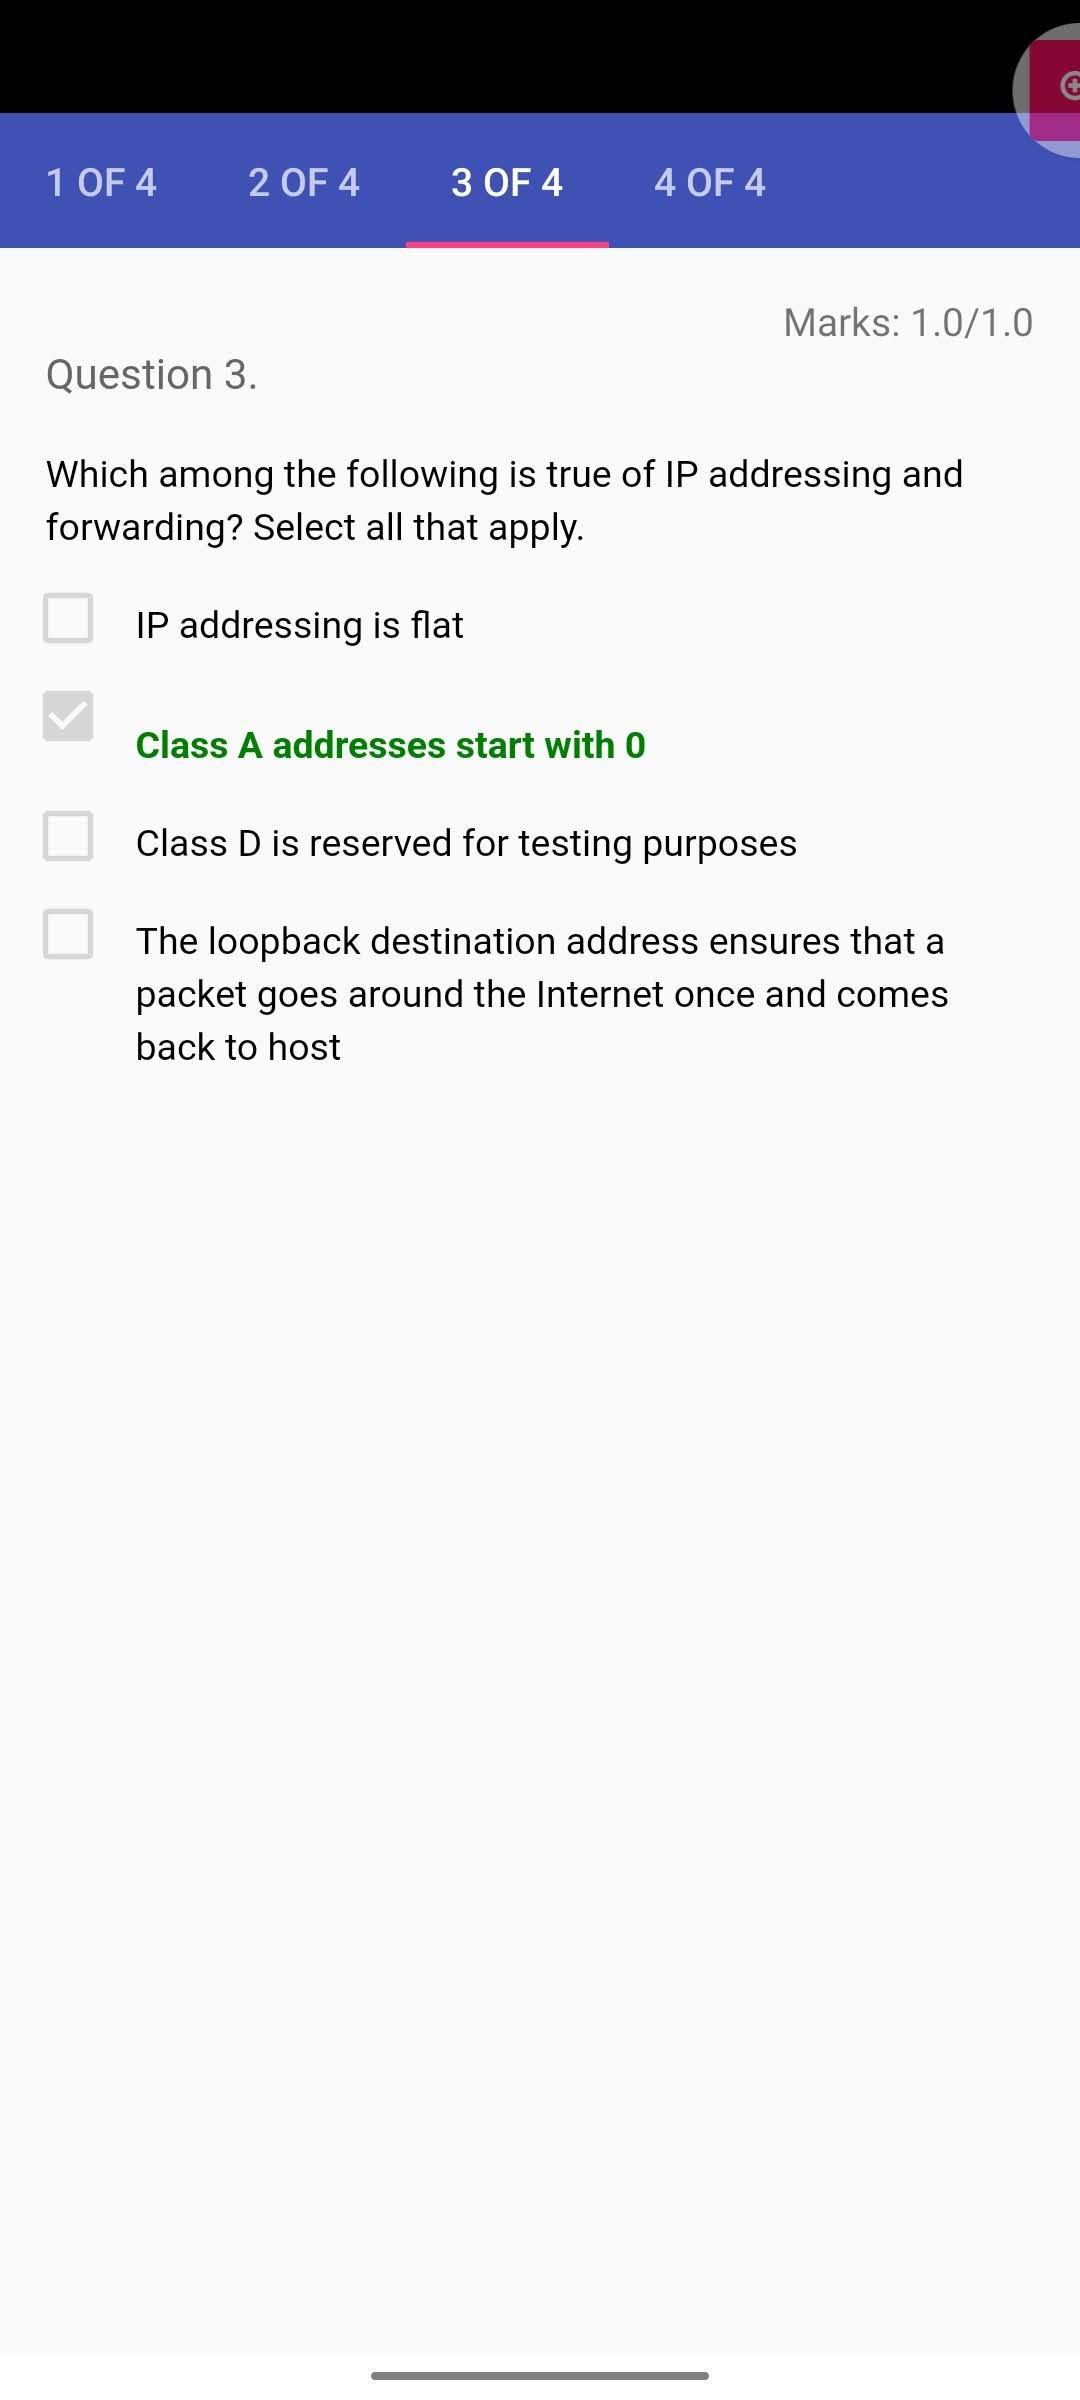 1 OF 4 2 OF 4 3 OF 4 4 OF 4
Marks: 1.0/1.0
Question 3.
Which among the following is true of IP addressing and
forwarding? Select all that apply.
IP addressing is flat
Class A addresses start with 0
Class D is reserved for testing purposes
The loopback destination address ensures that a
packet goes around the Internet once and comes
back to host